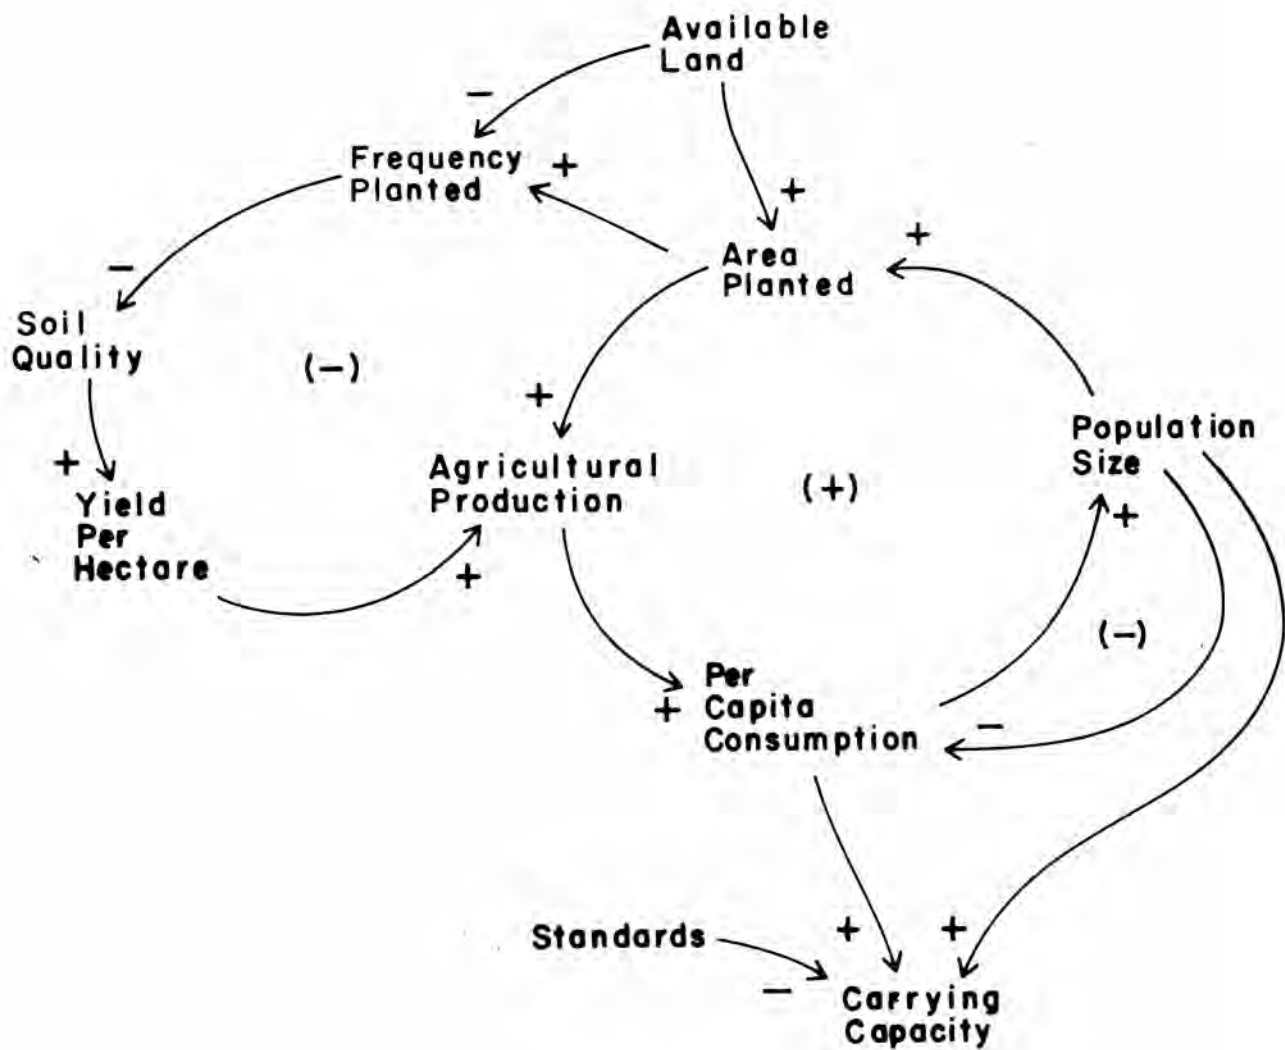 Available
Land
−
Frequency
Planted
+
+
Area
Planted
+
−
Soil
Quality
(−)
+
+
Yield
Per
Hectare
Agricultural
Production
+
(+)
Population
Size
+
(−)
Per
Capita
Consumption
+
−
Standards
−
+
+
Carrying
Capacity